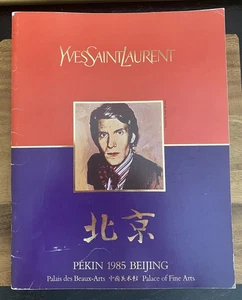 YVESSAINTLAURENT
北京
PÉKIN 1985 BEIJING
Palais des Beaux-Arts 中国美术馆 Palace of Fine Arts